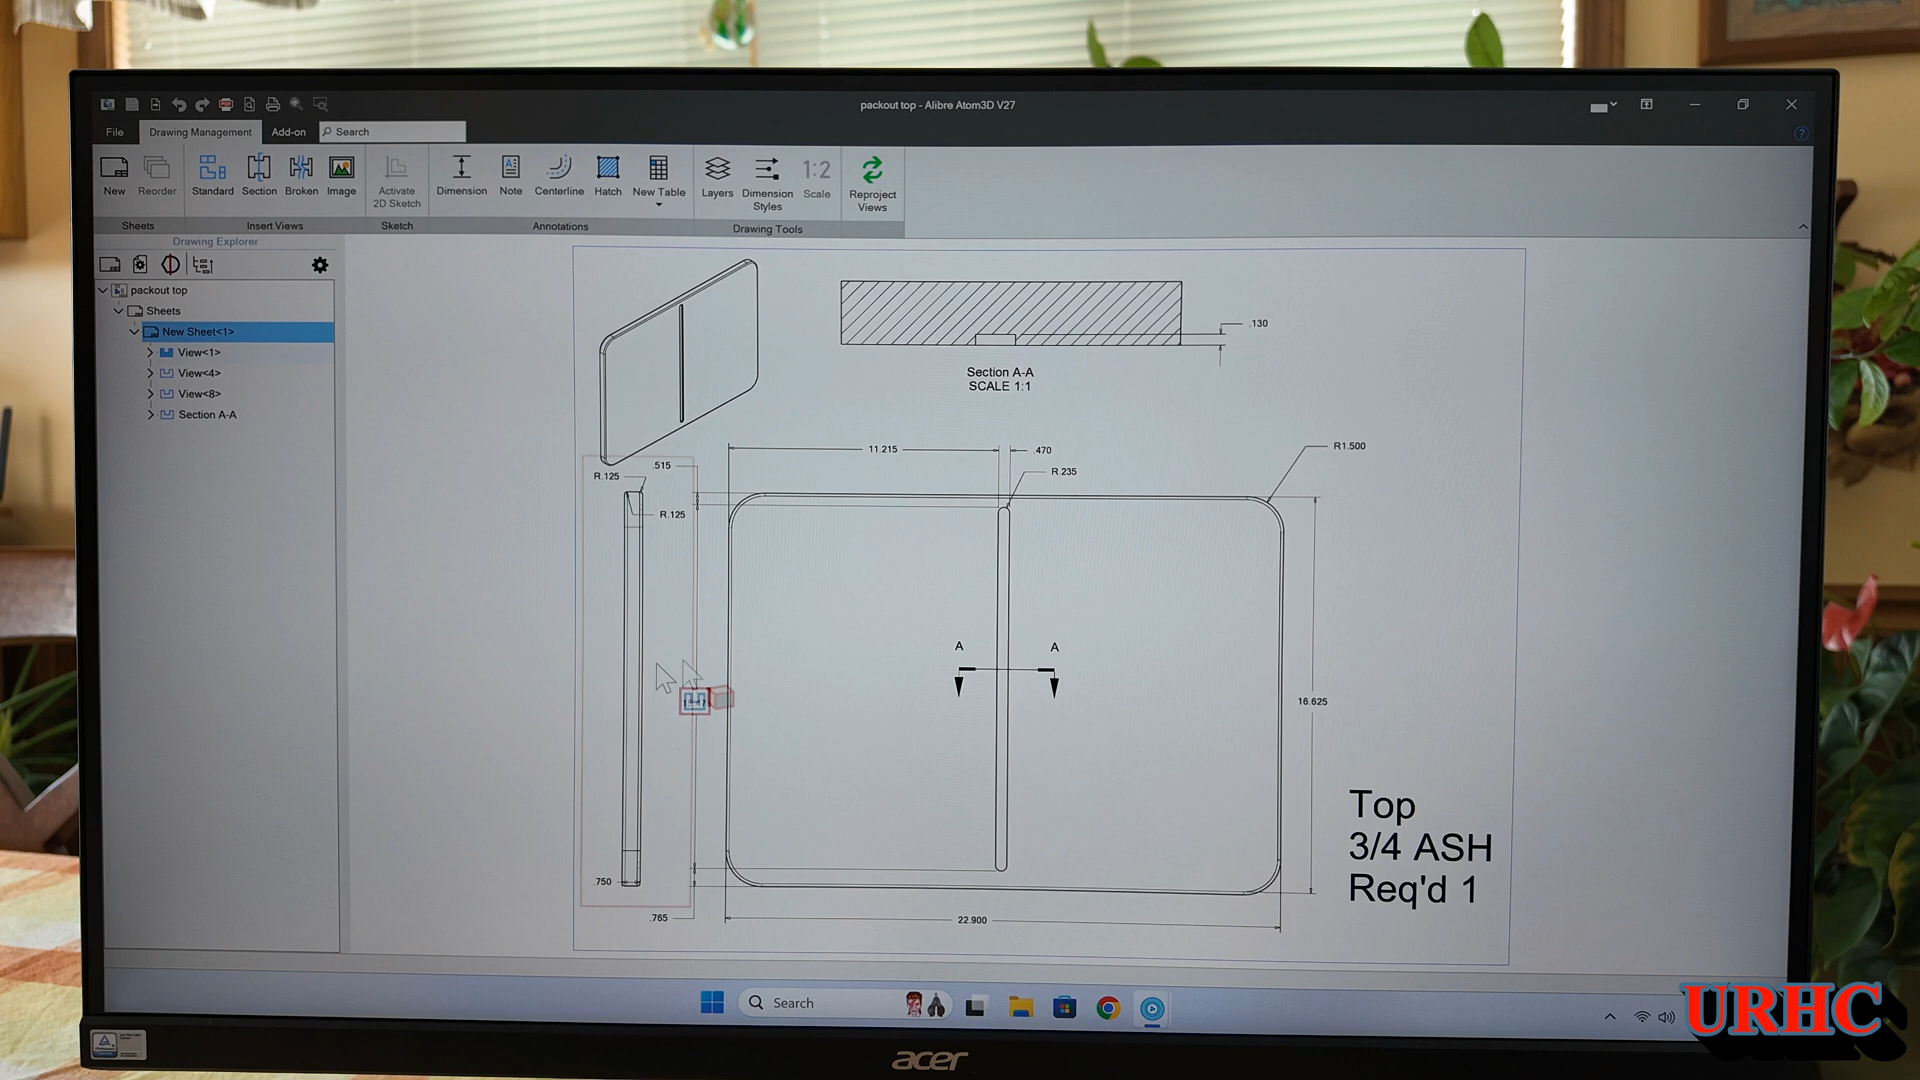 packout top - Alibre Atom3D V27
File
Drawing Management
Add-on
Search
New
Reorder
Standard
Section
Broken
Image
Activate
2D Sketch
Dimension
Note
Centerline
Hatch
New Table
Layers
Dimension
Styles
1:2
Scale
Reproject
Views
Sheets
Insert Views
Sketch
Annotations
Drawing Tools
Drawing Explorer
packout top
Sheets
New Sheet<1>
View<1>
View<4>
View<8>
Section A-A
.130
Section A-A
SCALE 1:1
11.215
.470
R1.500
.515
R.125
R.235
R.125
A
A
16.625
.750
.765
22.900
Top
3/4 ASH
Req'd 1
Search
acer
URHC